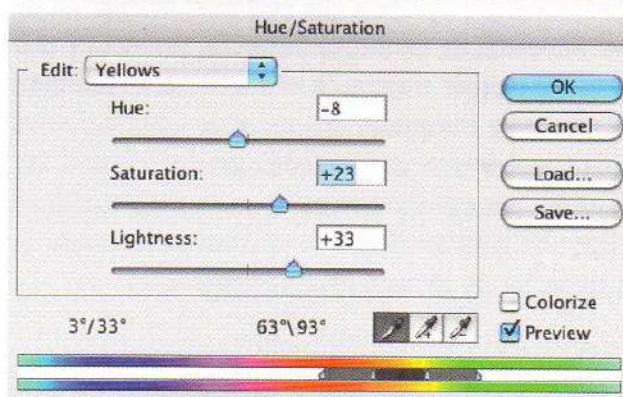 Hue/Saturation
Edit: Yellows
OK
Hue: -8
Cancel
Saturation: +23
Load...
Save...
Lightness: +33
Colorize
3°/33° 63°\93°
Preview